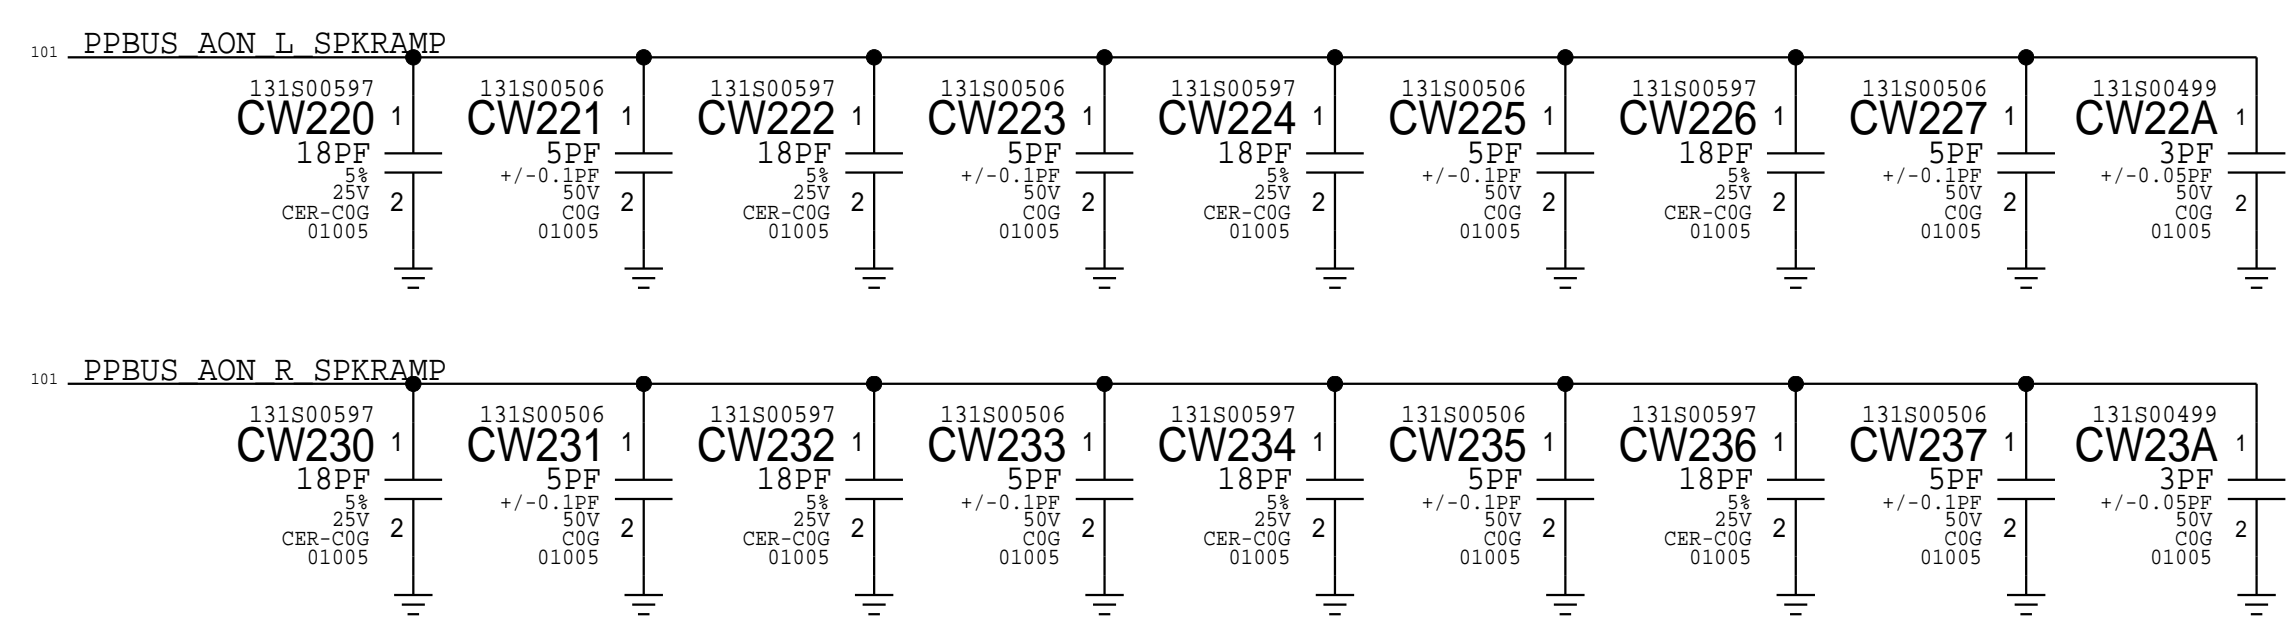 PPBUS_AON_L_SPKRAMP
101
131S00597 131S00506 131S00597 131S00506 131S00597 131S00506 131S00597 131S00506 131S00499
CW220 1 CW221 1 CW222 1 CW223 1 CW224 1 CW225 1 CW226 1 CW227 1 CW22A 1
18PF 5PF 18PF 5PF 18PF 5PF 18PF 5PF 3PF
5% +/-0.1PF 5% +/-0.1PF 5% +/-0.1PF 5% +/-0.1PF +/-0.05PF
25V 50V 25V 50V 25V 50V 25V 50V 50V
2 2 2 2 2 2 2 2 2
CER-C0G C0G CER-C0G C0G CER-C0G C0G CER-C0G C0G C0G
01005 01005 01005 01005 01005 01005 01005 01005 01005
PPBUS_AON_R_SPKRAMP
101
131S00597 131S00506 131S00597 131S00506 131S00597 131S00506 131S00597 131S00506 131S00499
CW230 1 CW231 1 CW232 1 CW233 1 CW234 1 CW235 1 CW236 1 CW237 1 CW23A 1
18PF 5PF 18PF 5PF 18PF 5PF 18PF 5PF 3PF
5% +/-0.1PF 5% +/-0.1PF 5% +/-0.1PF 5% +/-0.1PF +/-0.05PF
25V 50V 25V 50V 25V 50V 25V 50V 50V
2 2 2 2 2 2 2 2 2
CER-C0G C0G CER-C0G C0G CER-C0G C0G CER-C0G C0G C0G
01005 01005 01005 01005 01005 01005 01005 01005 01005